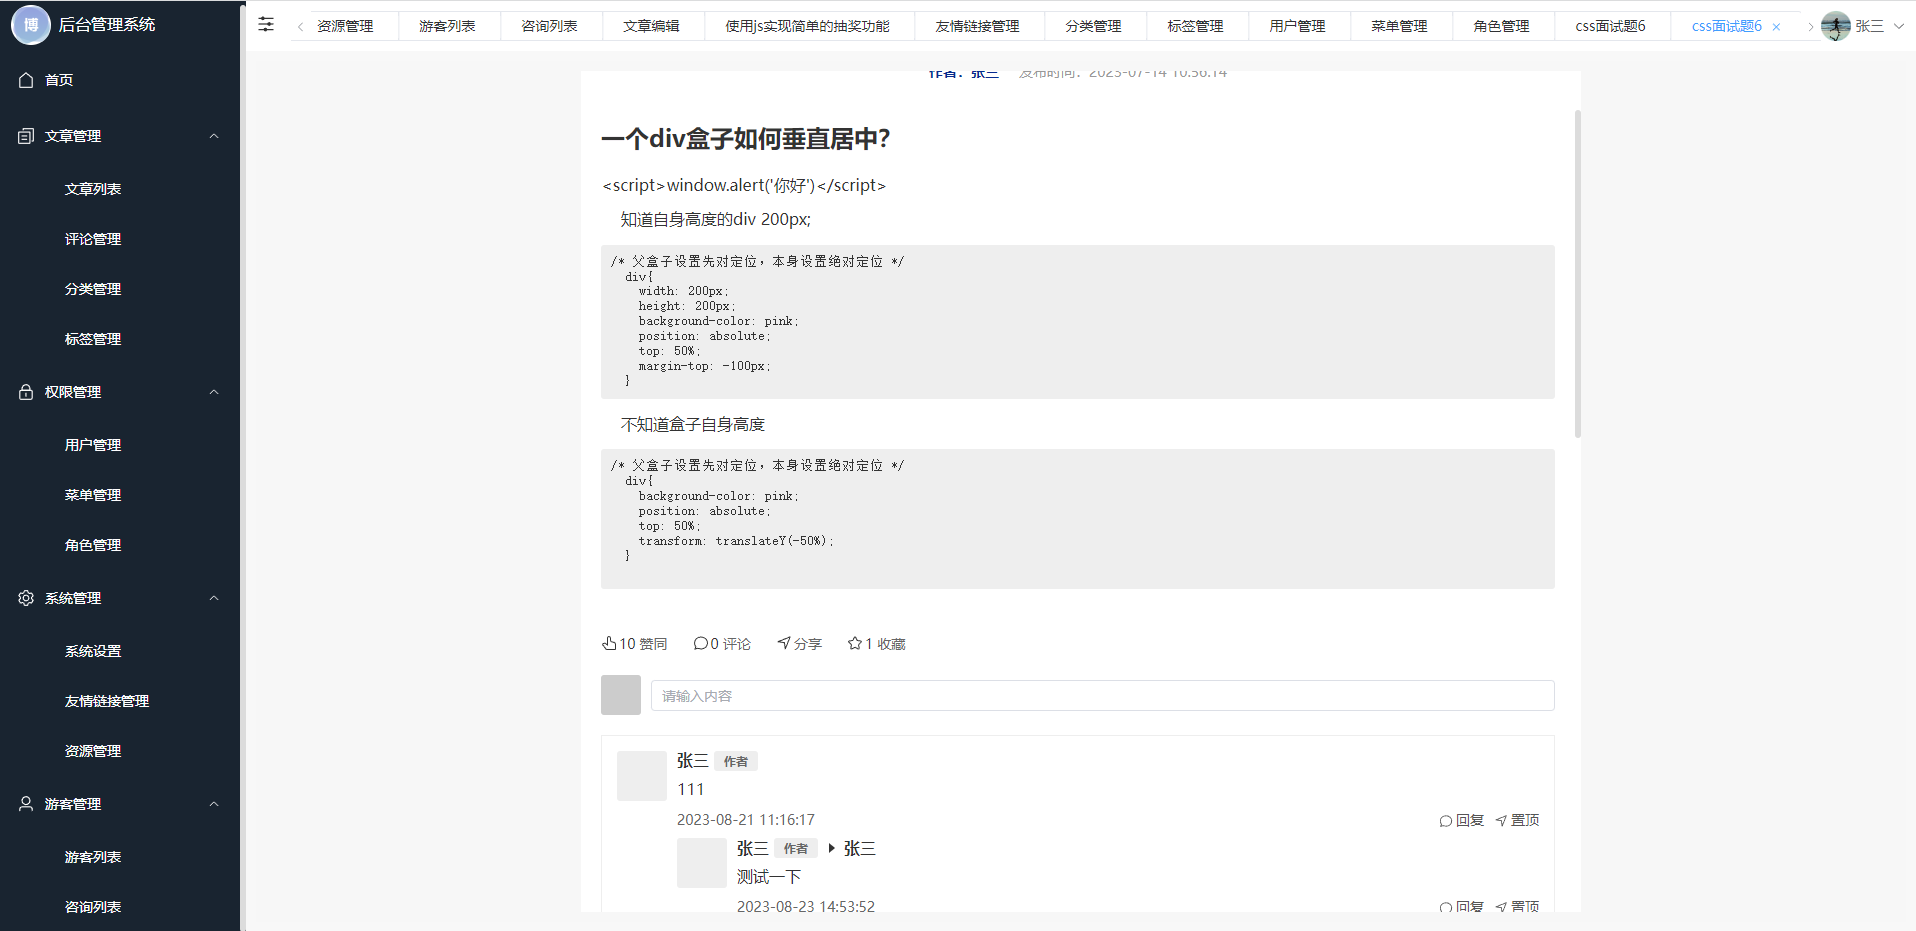 博 后台管理系统
首页
文章管理
文章列表
评论管理
分类管理
标签管理
权限管理
用户管理
菜单管理
角色管理
系统管理
系统设置
友情链接管理
资源管理
游客管理
游客列表
咨询列表
资源管理 游客列表 咨询列表 文章编辑 使用js实现简单的抽奖功能 友情链接管理 分类管理 标签管理 用户管理 菜单管理 角色管理 css面试题6 css面试题6 张三
作者：张三 发布时间：2023-07-14 10:56:14
一个div盒子如何垂直居中?
<script>window.alert('你好')</script>
知道自身高度的div 200px;
/* 父盒子设置先对定位，本身设置绝对定位 */
div{
width: 200px;
height: 200px;
background-color: pink;
position: absolute;
top: 50%;
margin-top: -100px;
}
不知道盒子自身高度
/* 父盒子设置先对定位，本身设置绝对定位 */
div{
background-color: pink;
position: absolute;
top: 50%;
transform: translateY(-50%);
}
10 赞同 0 评论 分享 1 收藏
请输入内容
张三 作者
111
2023-08-21 11:16:17 回复 置顶
张三 作者 张三
测试一下
2023-08-23 14:53:52 回复 置顶